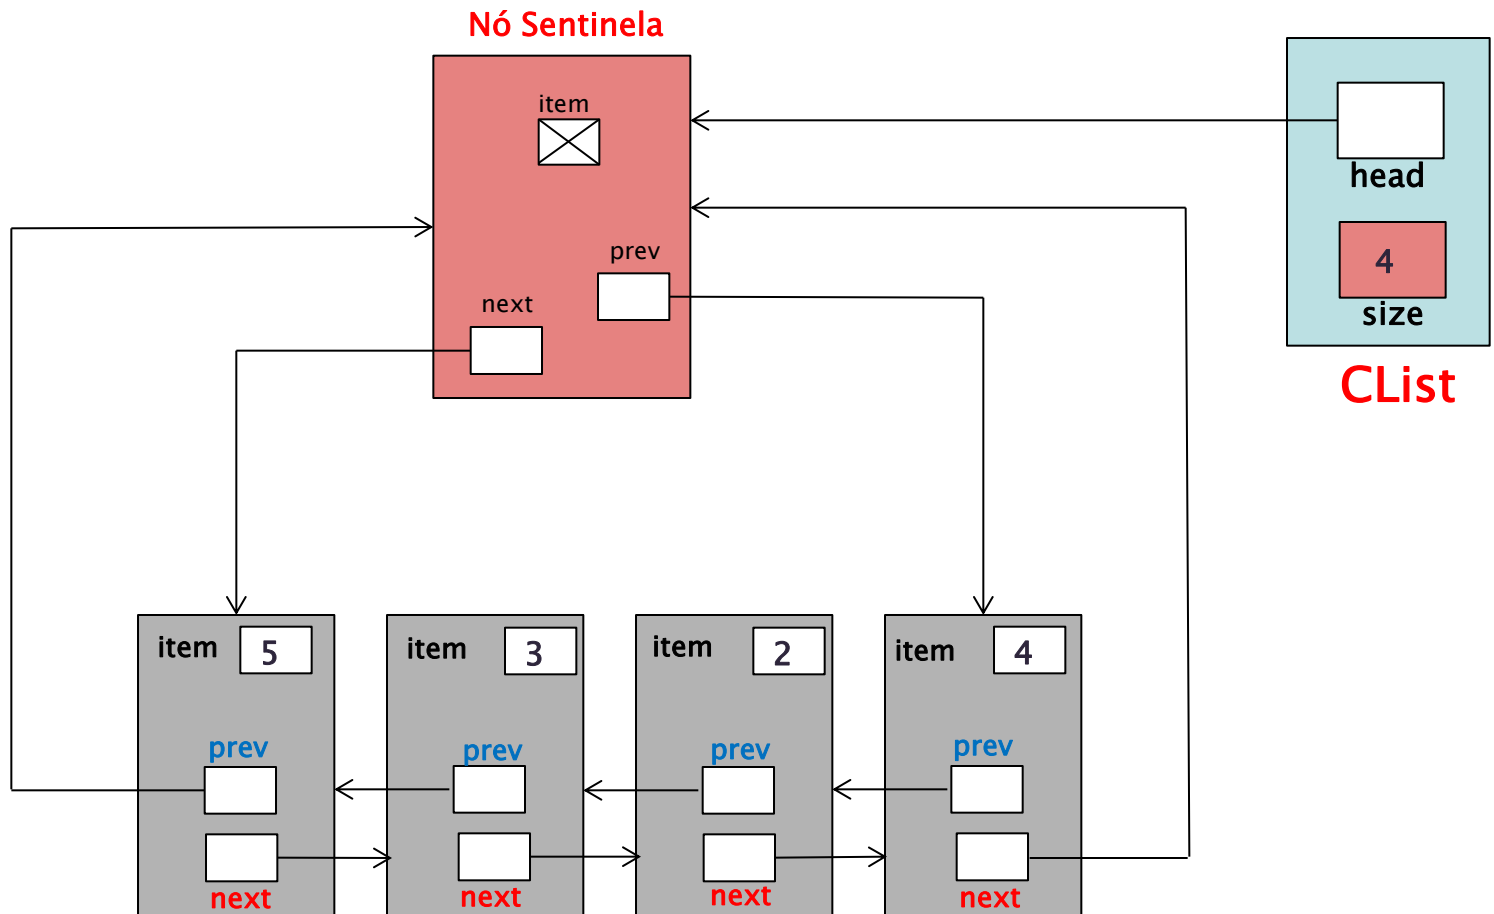 Nó Sentinela
item
prev
next
head
4
size
CList
item 5
prev
next
item 3
prev
next
item 2
prev
next
item 4
prev
next